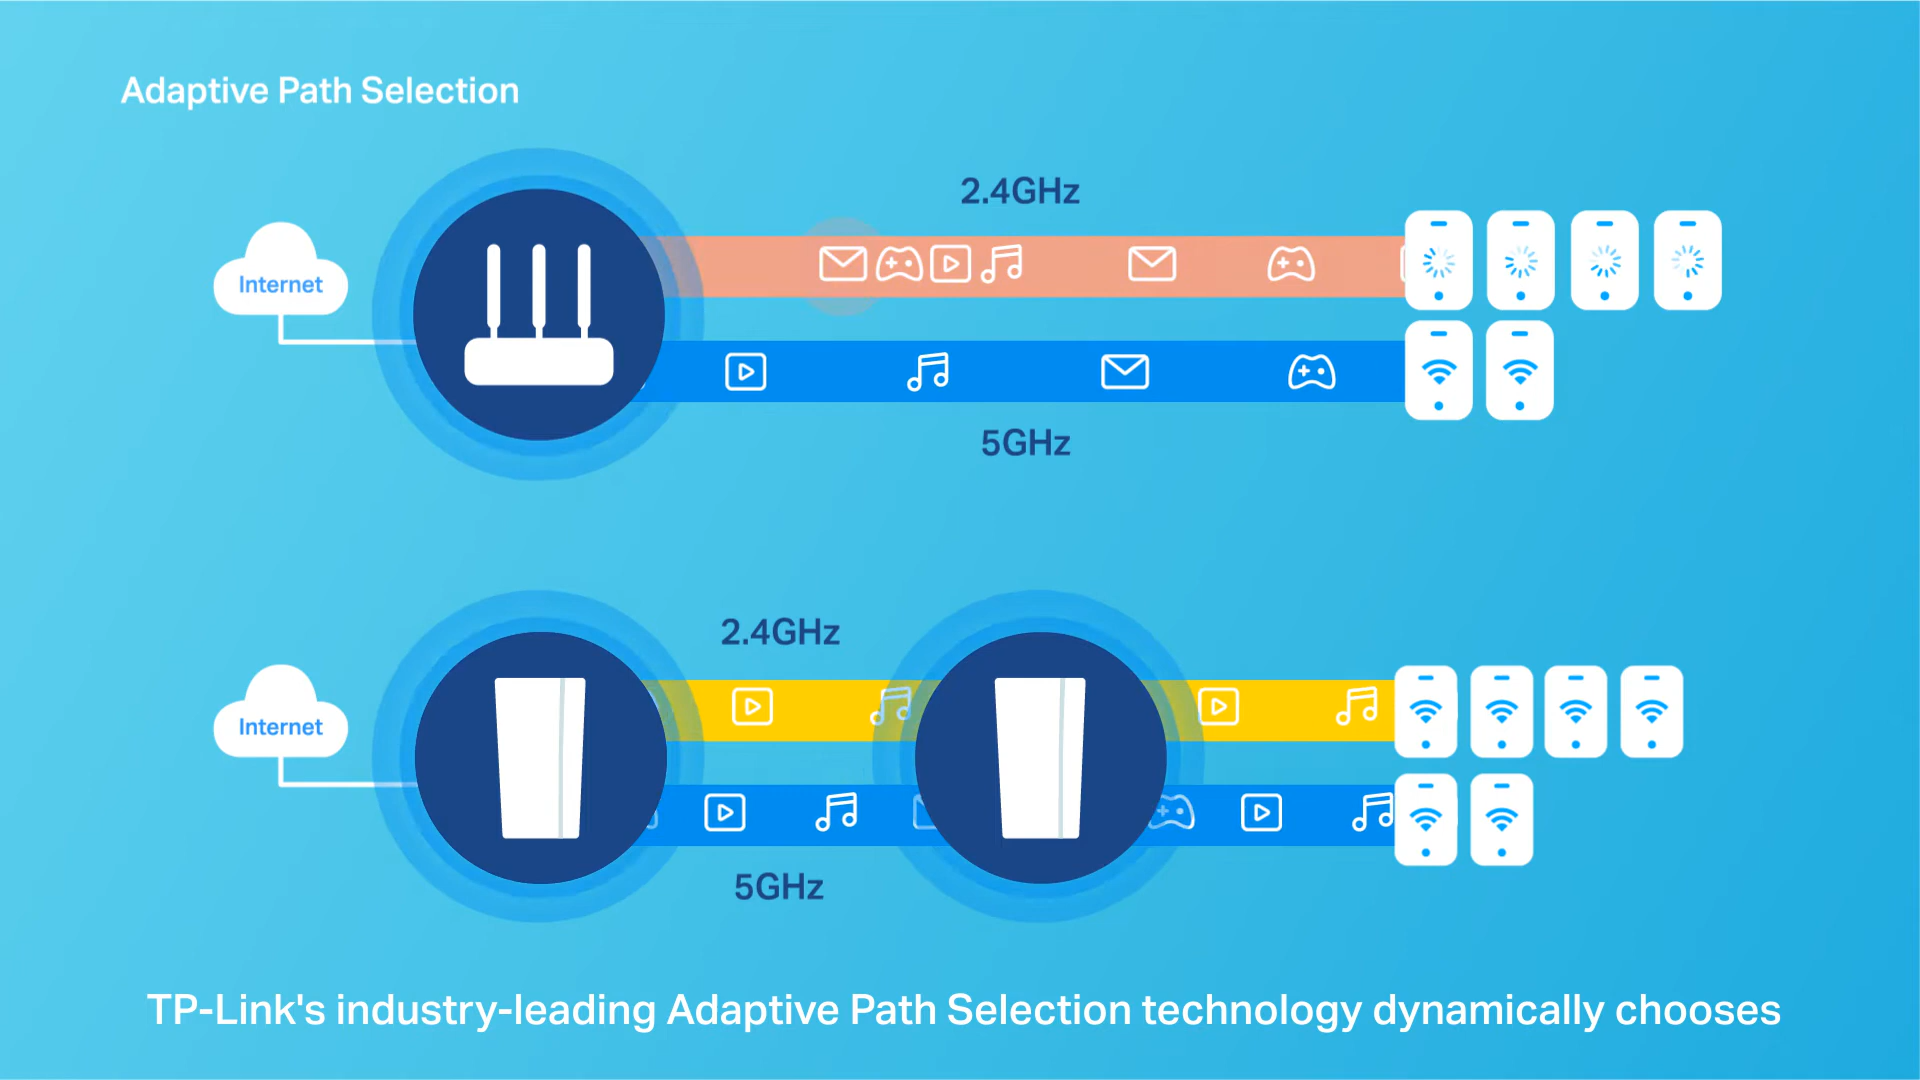 Adaptive Path Selection
2.4GHz
Internet
5GHz
2.4GHz
Internet
5GHz
TP-Link's industry-leading Adaptive Path Selection technology dynamically chooses